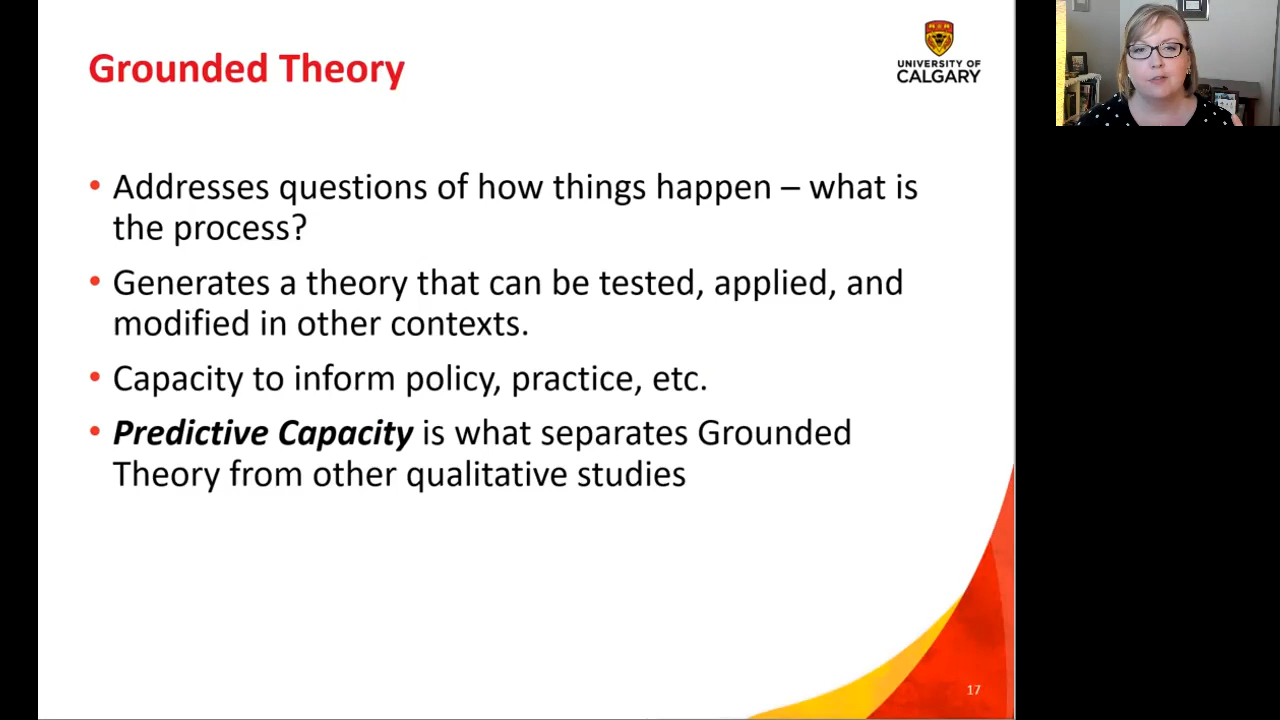 Grounded Theory
UNIVERSITY OF
CALGARY
• Addresses questions of how things happen – what is
the process?
• Generates a theory that can be tested, applied, and
modified in other contexts.
• Capacity to inform policy, practice, etc.
• Predictive Capacity is what separates Grounded
Theory from other qualitative studies
17